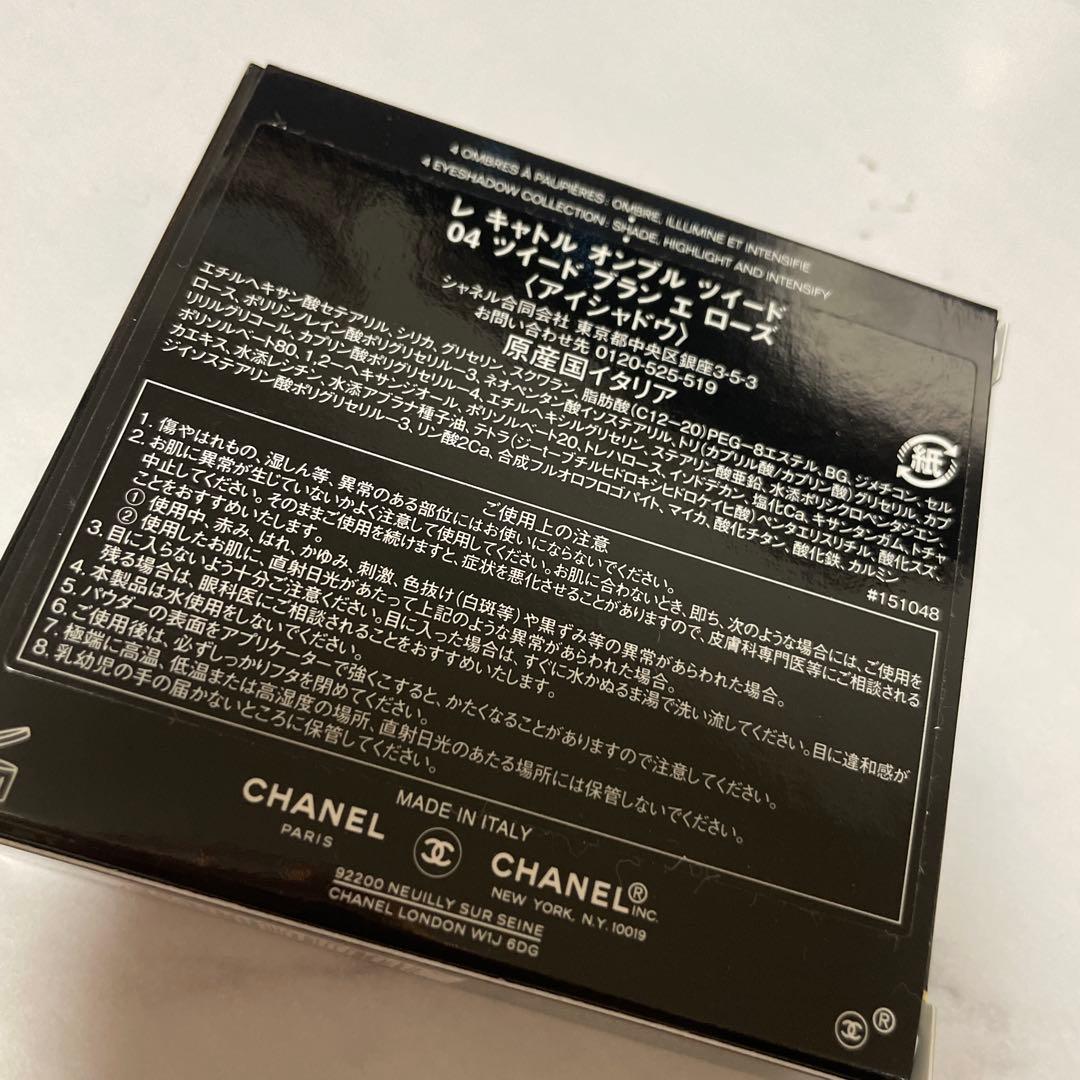 4 OMBRES À PAUPIÈRES : OMBRE, ILLUMINE ET INTENSIFIE
4 EYESHADOW COLLECTION : SHADE, HIGHLIGHT AND INTENSIFY
レ キャトル オンブル ツイード
04 ツイード ブラン エ ローズ
〈アイシャドウ〉
シャネル合同会社 東京都中央区銀座3-5-3
お問い合わせ先 0120-525-519
原産国イタリア
エチルヘキサン酸セテアリル, シリカ, グリセリン, スクワラン, 脂肪酸(C12-20)PEG-8エステル, BG, ジメチコン, セル
ロース, ポリリシノレイン酸ポリグリセリル-3, ネオペンタン酸イソステアリル, トリ(カプリル酸/カプリン酸)グリセリル, カプ
リリルグリコール, カプリン酸ポリグリセリル-4, エチルヘキシルグリセリン, ステアリン酸亜鉛, 水添ポリシクロペンタジエン,
ポリソルベート80, 1,2-ヘキサンジオール, ポリソルベート20, トレハロース, イソドデカン, 塩化Ca, キサンタンガム, トチャ
カエキス, 水添レシチン, 水添アブラナ種子油, テトラ(ジ-t-ブチルヒドロキシヒドロケイヒ酸)ペンタエリスリチル, 酸化スズ,
ジイソステアリン酸ポリグリセリル-3, リン酸2Ca, 合成フルオロフロゴパイト, マイカ, 酸化チタン, 酸化鉄, カルミン
紙
#151048
ご使用上の注意
1. 傷やはれもの、湿しん等、異常のある部位にはお使いにならないでください。
2. お肌に異常が生じていないかよく注意して使用してください。お肌に合わないとき、即ち、次のような場合には、ご使用を
中止してください。そのままご使用を続けますと、症状を悪化させることがありますので、皮膚科専門医等にご相談される
ことをおすすめいたします。
① 使用中、赤み、はれ、かゆみ、刺激、色抜け(白斑等)や黒ずみ等の異常があらわれた場合。
② 使用したお肌に、直射日光があたって上記のような異常があらわれた場合。
3. 目に入らないよう十分ご注意ください。目に入った場合は、すぐに水かぬるま湯で洗い流してください。目に違和感が
残る場合は、眼科医にご相談されることをおすすめいたします。
4. 本製品は水使用をしないでください。
5. パウダーの表面をアプリケーターで強くこすると、かたくなることがありますので注意してください。
6. ご使用後は、必ずしっかりフタを閉めてください。
7. 極端に高温、低温または高湿度の場所、直射日光のあたる場所には保管しないでください。
8. 乳幼児の手の届かないところに保管してください。
MADE IN ITALY
CHANEL
PARIS
CHANEL®
INC.
NEW YORK, N.Y. 10019
92200 NEUILLY SUR SEINE
CHANEL LONDON W1J 6DG
®